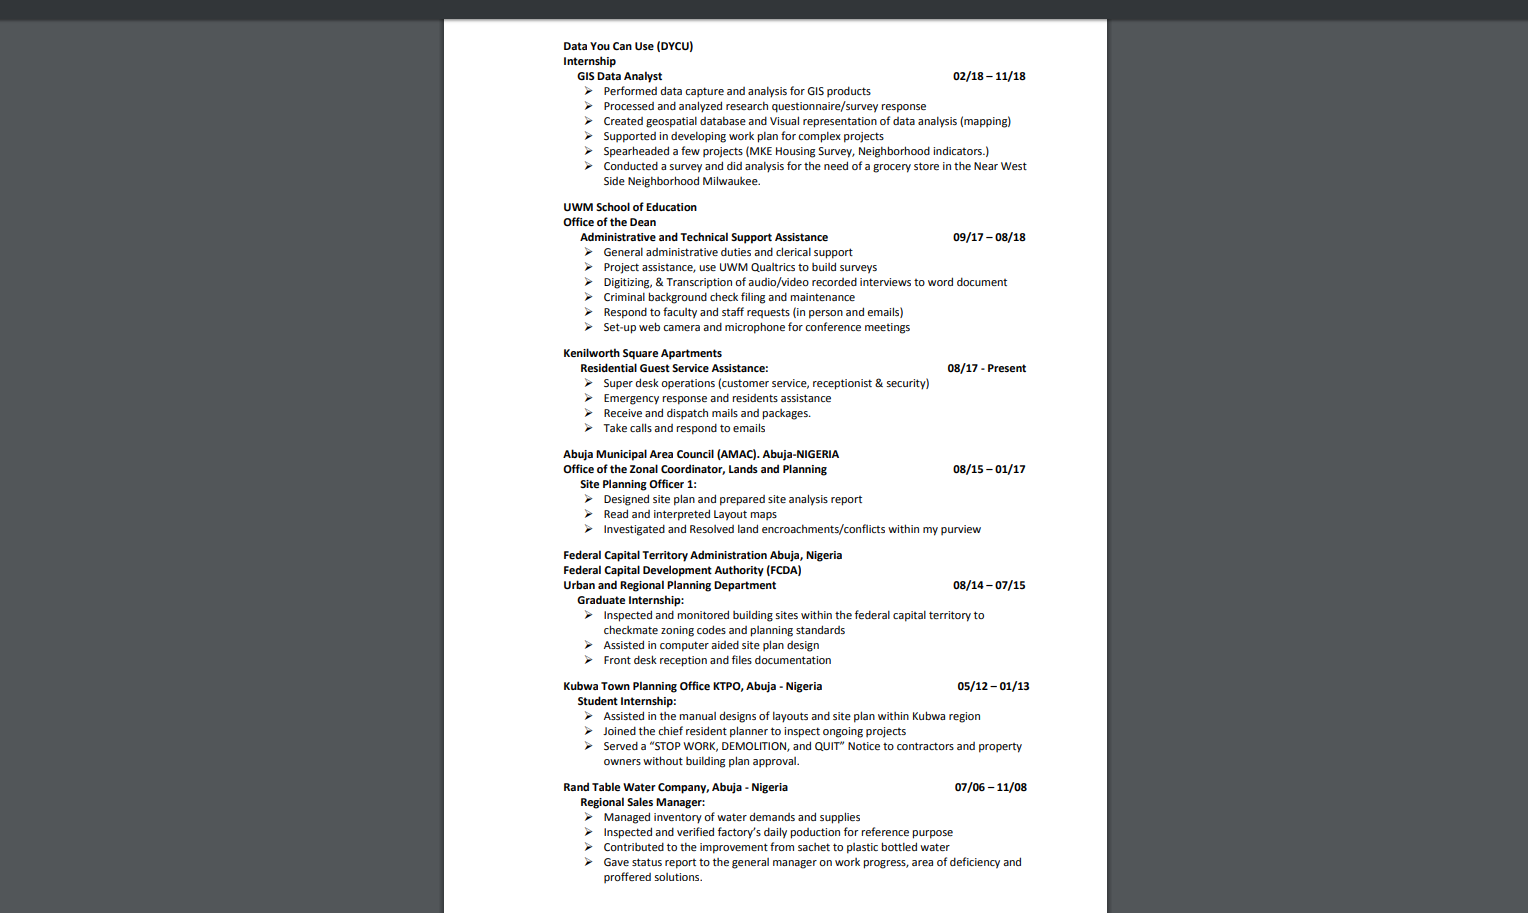 Data You Can Use (DYCU)
Internship
GIS Data Analyst 02/18 – 11/18
➢ Performed data capture and analysis for GIS products
➢ Processed and analyzed research questionnaire/survey response
➢ Created geospatial database and Visual representation of data analysis (mapping)
➢ Supported in developing work plan for complex projects
➢ Spearheaded a few projects (MKE Housing Survey, Neighborhood indicators.)
➢ Conducted a survey and did analysis for the need of a grocery store in the Near West
Side Neighborhood Milwaukee.
UWM School of Education
Office of the Dean
Administrative and Technical Support Assistance 09/17 – 08/18
➢ General administrative duties and clerical support
➢ Project assistance, use UWM Qualtrics to build surveys
➢ Digitizing, & Transcription of audio/video recorded interviews to word document
➢ Criminal background check filing and maintenance
➢ Respond to faculty and staff requests (in person and emails)
➢ Set-up web camera and microphone for conference meetings
Kenilworth Square Apartments
Residential Guest Service Assistance: 08/17 - Present
➢ Super desk operations (customer service, receptionist & security)
➢ Emergency response and residents assistance
➢ Receive and dispatch mails and packages.
➢ Take calls and respond to emails
Abuja Municipal Area Council (AMAC). Abuja-NIGERIA
Office of the Zonal Coordinator, Lands and Planning 08/15 – 01/17
Site Planning Officer 1:
➢ Designed site plan and prepared site analysis report
➢ Read and interpreted Layout maps
➢ Investigated and Resolved land encroachments/conflicts within my purview
Federal Capital Territory Administration Abuja, Nigeria
Federal Capital Development Authority (FCDA)
Urban and Regional Planning Department 08/14 – 07/15
Graduate Internship:
➢ Inspected and monitored building sites within the federal capital territory to
checkmate zoning codes and planning standards
➢ Assisted in computer aided site plan design
➢ Front desk reception and files documentation
Kubwa Town Planning Office KTPO, Abuja - Nigeria 05/12 – 01/13
Student Internship:
➢ Assisted in the manual designs of layouts and site plan within Kubwa region
➢ Joined the chief resident planner to inspect ongoing projects
➢ Served a “STOP WORK, DEMOLITION, and QUIT” Notice to contractors and property
owners without building plan approval.
Rand Table Water Company, Abuja - Nigeria 07/06 – 11/08
Regional Sales Manager:
➢ Managed inventory of water demands and supplies
➢ Inspected and verified factory’s daily poduction for reference purpose
➢ Contributed to the improvement from sachet to plastic bottled water
➢ Gave status report to the general manager on work progress, area of deficiency and
proffered solutions.